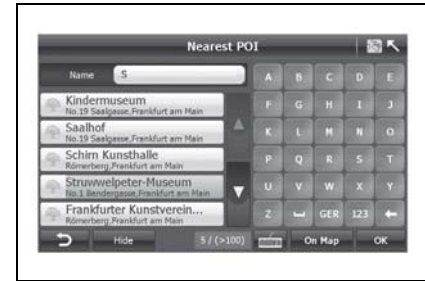 Nearest POI
Name S
Kindermuseum
No.19 Saalgasse,Frankfurt am Main
Saalhof
No.19 Saalgasse,Frankfurt am Main
Schirn Kunsthalle
Römerberg,Frankfurt am Main
Struwwelpeter-Museum
No.1 Bendergasse,Frankfurt am Main
Frankfurter Kunstverein...
Römerberg,Frankfurt am Main
A B C D E
F G H I J
K L M N O
P Q R S T
U V W X Y
Z GER 123
Hide 5 / (>100) On Map OK